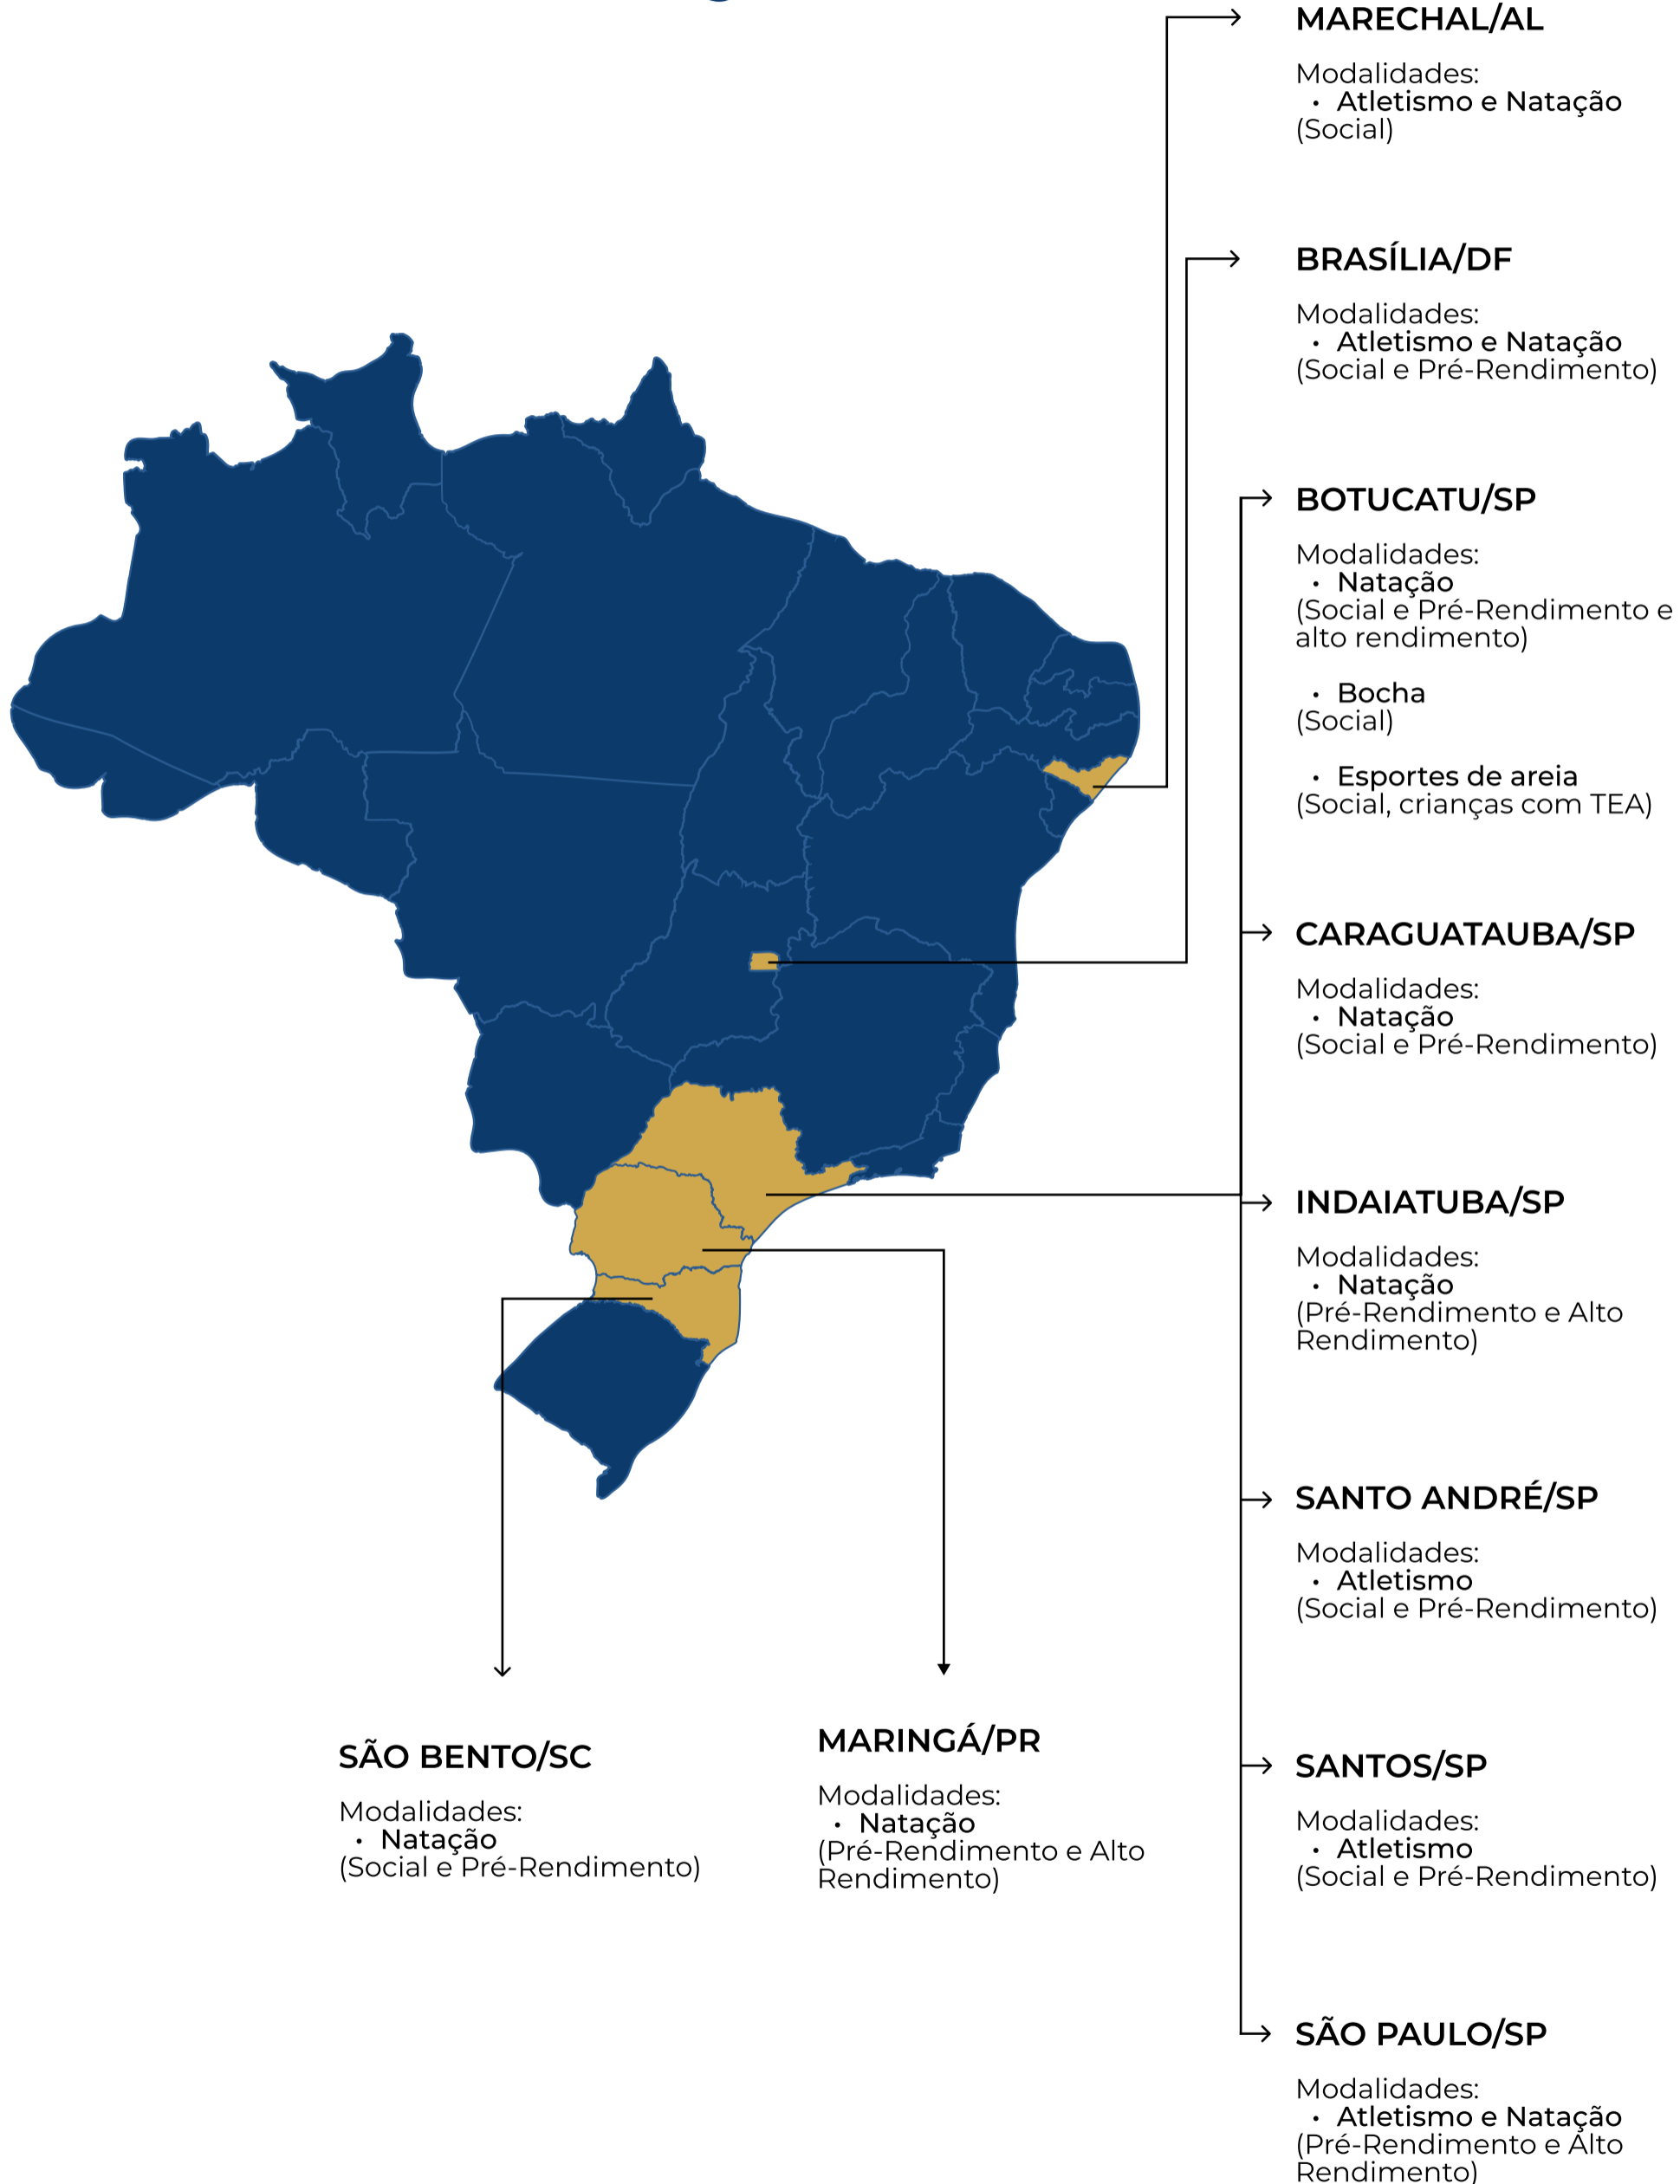 MARECHAL/AL
Modalidades:
• Atletismo e Natação
(Social)
BRASÍLIA/DF
Modalidades:
• Atletismo e Natação
(Social e Pré-Rendimento)
BOTUCATU/SP
Modalidades:
• Natação
(Social e Pré-Rendimento e
alto rendimento)
• Bocha
(Social)
• Esportes de areia
(Social, crianças com TEA)
CARAGUATAUBA/SP
Modalidades:
• Natação
(Social e Pré-Rendimento)
INDAIATUBA/SP
Modalidades:
• Natação
(Pré-Rendimento e Alto
Rendimento)
SANTO ANDRÉ/SP
Modalidades:
• Atletismo
(Social e Pré-Rendimento)
SANTOS/SP
Modalidades:
• Atletismo
(Social e Pré-Rendimento)
SÃO PAULO/SP
Modalidades:
• Atletismo e Natação
(Pré-Rendimento e Alto
Rendimento)
SÃO BENTO/SC
Modalidades:
• Natação
(Social e Pré-Rendimento)
MARINGÁ/PR
Modalidades:
• Natação
(Pré-Rendimento e Alto
Rendimento)